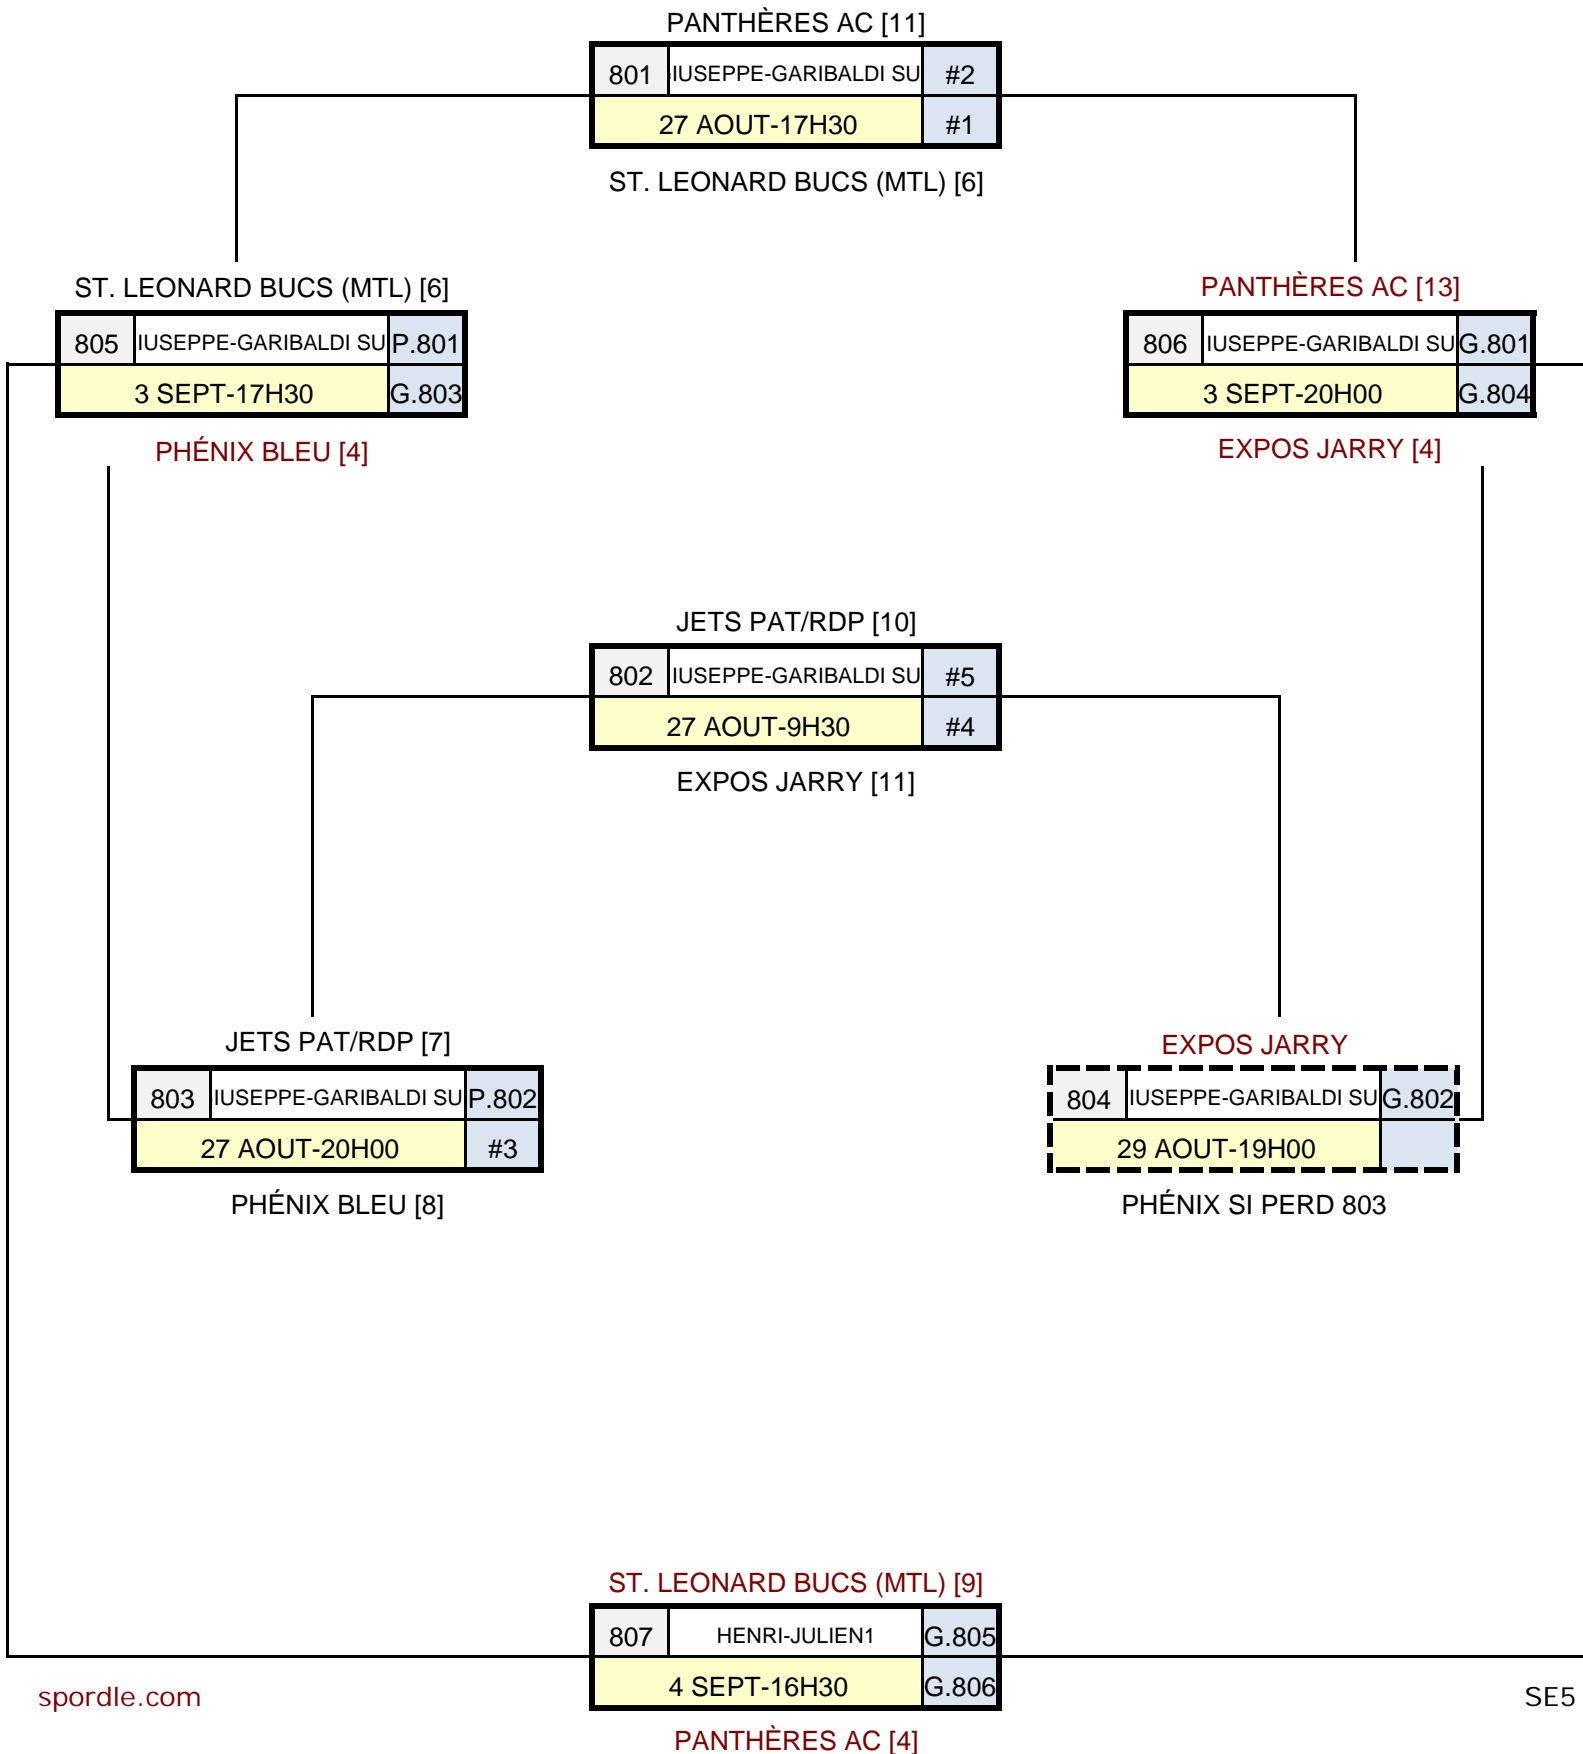 PANTHÈRES AC [11]
801 IUSEPPE-GARIBALDI SU #2
27 AOUT-17H30 #1
ST. LEONARD BUCS (MTL) [6]
ST. LEONARD BUCS (MTL) [6]
805 IUSEPPE-GARIBALDI SU P.801
3 SEPT-17H30 G.803
PHÉNIX BLEU [4]
PANTHÈRES AC [13]
806 IUSEPPE-GARIBALDI SU G.801
3 SEPT-20H00 G.804
EXPOS JARRY [4]
JETS PAT/RDP [10]
802 IUSEPPE-GARIBALDI SU #5
27 AOUT-9H30 #4
EXPOS JARRY [11]
JETS PAT/RDP [7]
803 IUSEPPE-GARIBALDI SU P.802
27 AOUT-20H00 #3
PHÉNIX BLEU [8]
EXPOS JARRY
804 IUSEPPE-GARIBALDI SU G.802
29 AOUT-19H00
PHÉNIX SI PERD 803
ST. LEONARD BUCS (MTL) [9]
807 HENRI-JULIEN1 G.805
4 SEPT-16H30 G.806
PANTHÈRES AC [4]
spordle.com
SE5